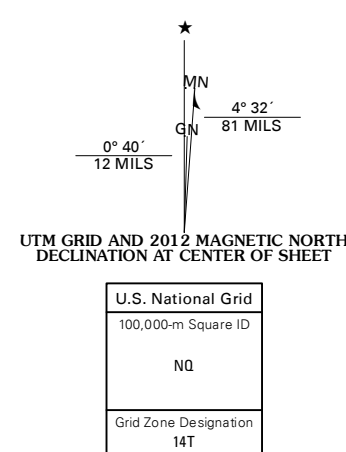 ★
MN
GN
4° 32´
81 MILS
0° 40´
12 MILS
UTM GRID AND 2012 MAGNETIC NORTH
DECLINATION AT CENTER OF SHEET
U.S. National Grid
100,000-m Square ID
NQ
Grid Zone Designation
14T